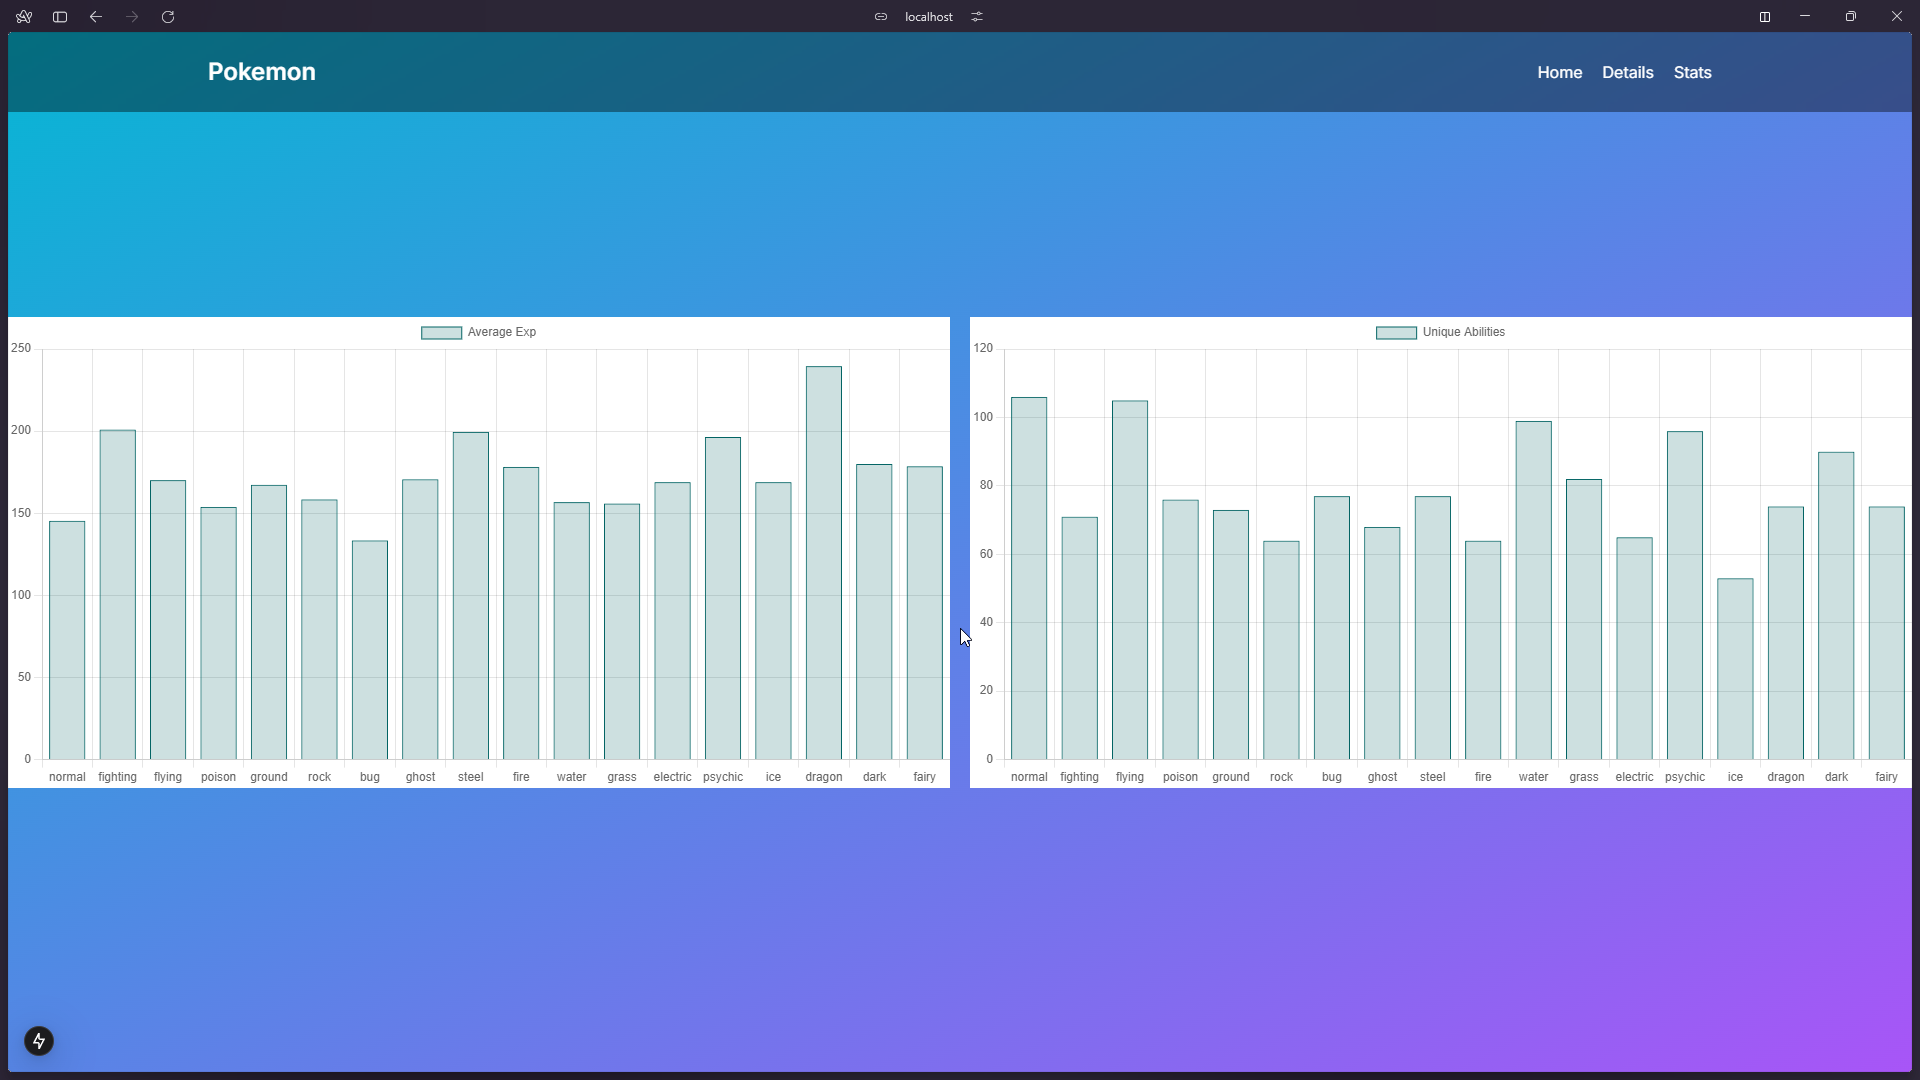 localhost
Pokemon
Home Details Stats
Average Exp
250
200
150
100
50
0
normal fighting flying poison ground rock bug ghost steel fire water grass electric psychic ice dragon dark fairy
Unique Abilities
120
100
80
60
40
20
0
normal fighting flying poison ground rock bug ghost steel fire water grass electric psychic ice dragon dark fairy